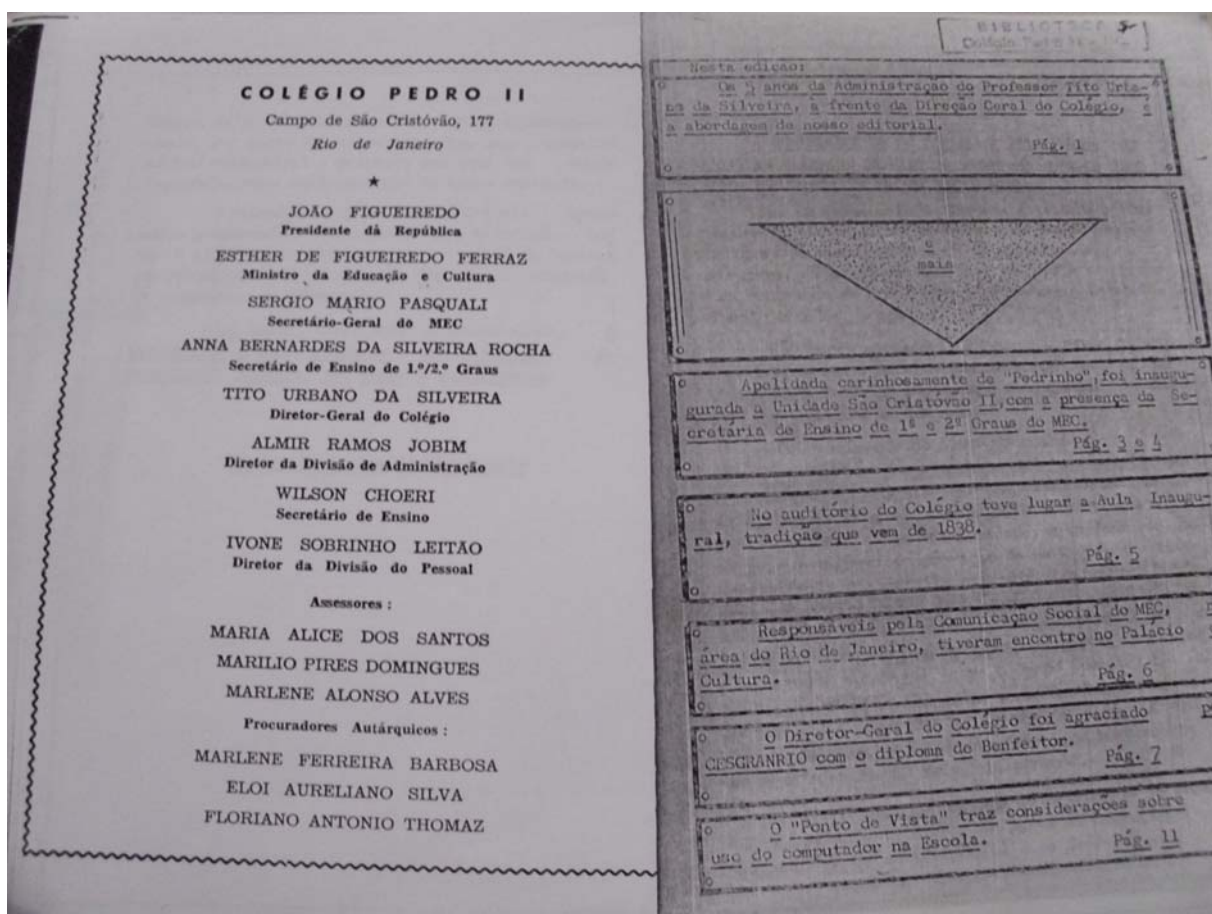 COLÉGIO PEDRO II
Campo de São Cristóvão, 177
Rio de Janeiro
★
JOÃO FIGUEIREDO
Presidente dá República
ESTHER DE FIGUEIREDO FERRAZ
Ministro da Educação e Cultura
SERGIO MARIO PASQUALI
Secretário-Geral do MEC
ANNA BERNARDES DA SILVEIRA ROCHA
Secretário de Ensino de 1.º/2.º Graus
TITO URBANO DA SILVEIRA
Diretor-Geral do Colégio
ALMIR RAMOS JOBIM
Diretor da Divisão de Administração
WILSON CHOERI
Secretário de Ensino
IVONE SOBRINHO LEITÃO
Diretor da Divisão do Pessoal
Assessores :
MARIA ALICE DOS SANTOS
MARILIO PIRES DOMINGUES
MARLENE ALONSO ALVES
Procuradores Autárquicos :
MARLENE FERREIRA BARBOSA
ELOI AURELIANO SILVA
FLORIANO ANTONIO THOMAZ
BIBLIOTECA
Colégio Pedro II
Nesta edição:
Os 5 anos da Administração do Professor Tito Urba-
no da Silveira, à frente da Direção Geral do Colégio, é
a abordagem de nosso editorial.
Pág. 1
e
mais
Apelidada carinhosamente de "Pedrinho", foi inaugu-
gurada a Unidade São Cristóvão II, com a presença da Se-
cretária de Ensino de 1º e 2º Graus do MEC.
Pág. 3 e 4
No auditório do Colégio teve lugar a Aula Inaugu-
ral, tradição que vem de 1838.
Pág. 5
Responsáveis pela Comunicação Social do MEC,
área do Rio de Janeiro, tiveram encontro no Palácio
Cultura.
Pág. 6
O Diretor-Geral do Colégio foi agraciado
CESGRANRIO com o diploma de Benfeitor.
Pág. 7
O "Ponto de Vista" traz considerações sobre
uso do computador na Escola.
Pág. 11